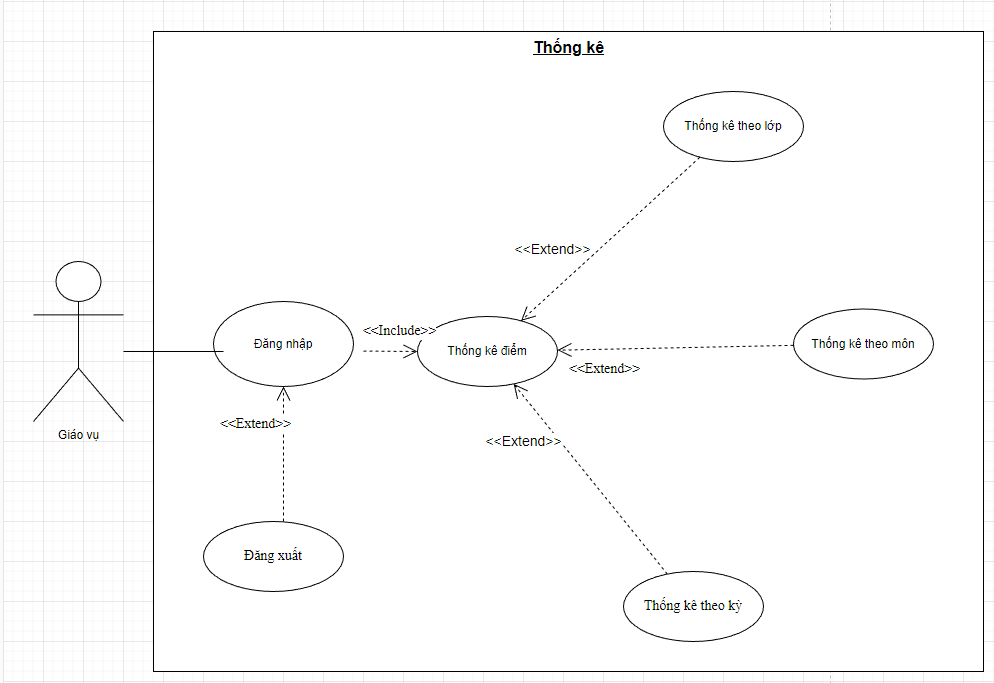 Thống kê
Thống kê theo lớp
<<Extend>>
<<Include>>
Đăng nhập
Thống kê điểm
Thống kê theo môn
<<Extend>>
<<Extend>>
Giáo vụ
<<Extend>>
Đăng xuất
Thống kê theo kỳ